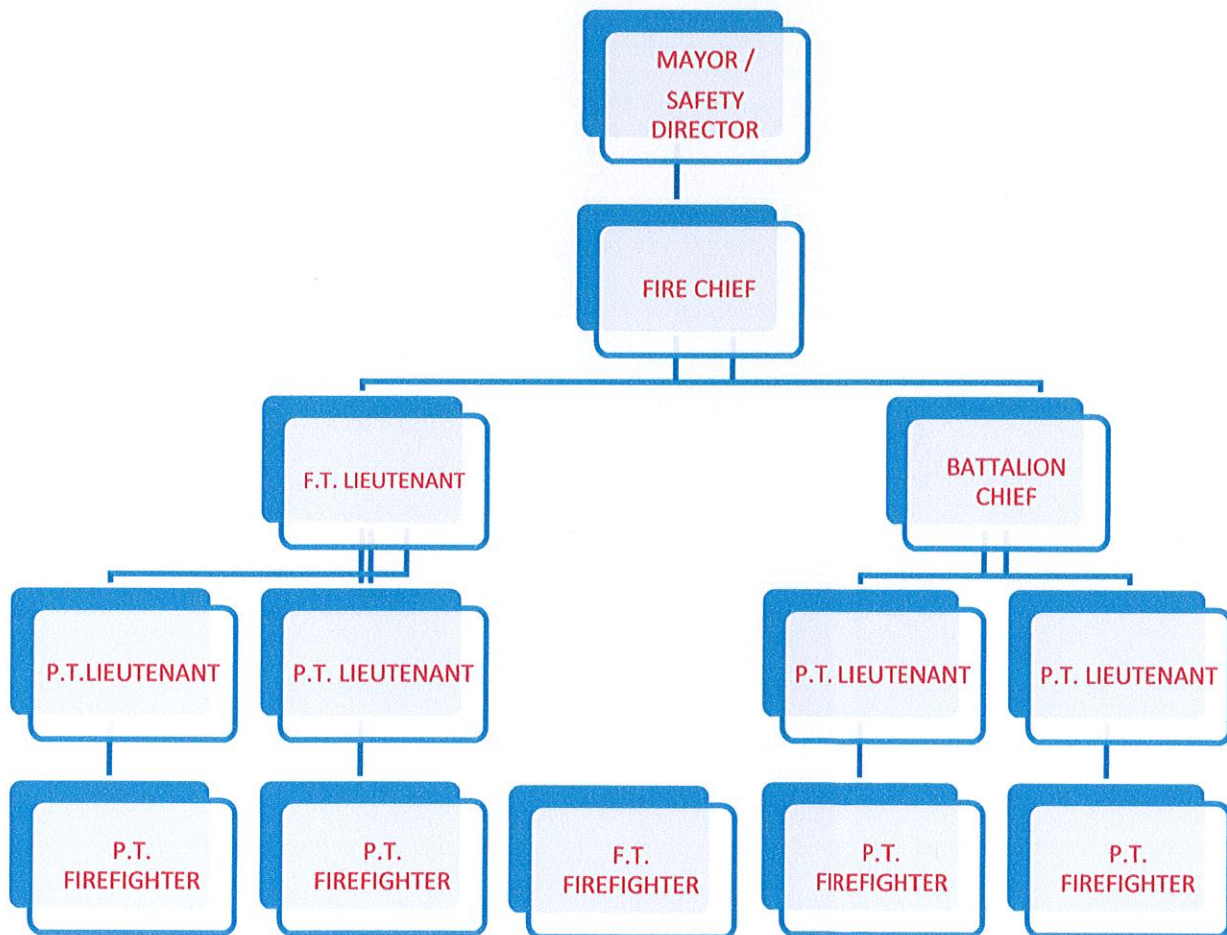 MAYOR /
SAFETY
DIRECTOR
FIRE CHIEF
F.T. LIEUTENANT
BATTALION
CHIEF
P.T.LIEUTENANT
P.T. LIEUTENANT
P.T. LIEUTENANT
P.T. LIEUTENANT
P.T.
FIREFIGHTER
P.T.
FIREFIGHTER
F.T.
FIREFIGHTER
P.T.
FIREFIGHTER
P.T.
FIREFIGHTER